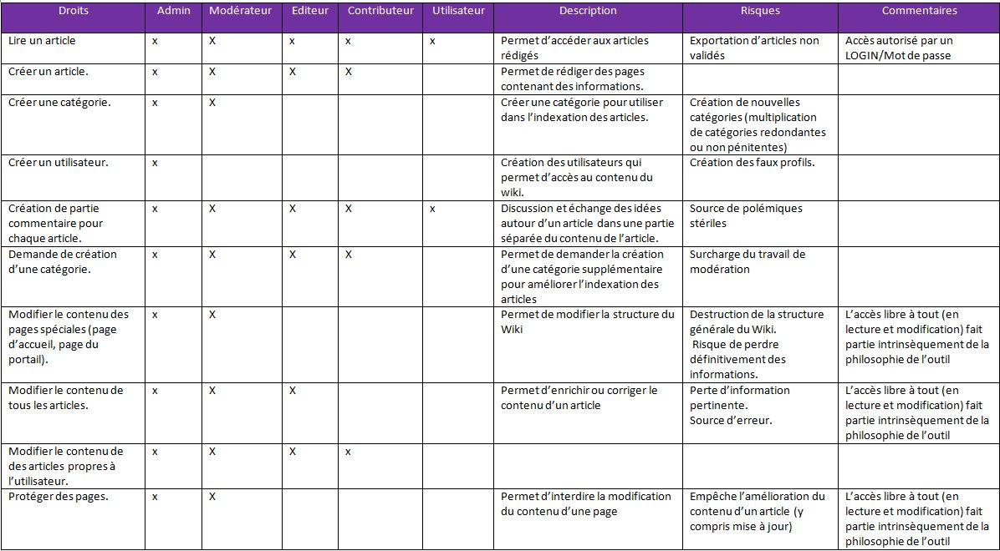 Droits Admin Modérateur Editeur Contributeur Utilisateur Description Risques Commentaires
Lire un article x X x x x Permet d’accéder aux articles Exportation d’articles non Accès autorisé par un
rédigés validés LOGIN/Mot de passe
Créer un article. x X X X Permet de rédiger des pages
contenant des informations.
Créer une catégorie. x X Créer une catégorie pour utiliser Création de nouvelles
dans l’indexation des articles. catégories (multiplication
de catégories redondantes
ou non pénitentes)
Créer un utilisateur. x Création des utilisateurs qui Création des faux profils.
permet d’accès au contenu du
wiki.
Création de partie x X X X x Discussion et échange des idées Source de polémiques
commentaire pour autour d’un article dans une partie stériles
chaque article. séparée du contenu de l’article.
Demande de création x X X X Permet de demander la création Surcharge du travail de
d’une catégorie. d’une catégorie supplémentaire modération
pour améliorer l’indexation des
articles
Modifier le contenu des x X Permet de modifier la structure du Destruction de la structure L’accès libre à tout (en
pages spéciales (page Wiki générale du Wiki. lecture et modification) fait
d’accueil, page du Risque de perdre partie intrinsèquement de la
portail). définitivement des philosophie de l’outil
informations.
Modifier le contenu de x X X Permet d’enrichir ou corriger le Perte d’information L’accès libre à tout (en
tous les articles. contenu d’un article pertinente. lecture et modification) fait
Source d’erreur. partie intrinsèquement de la
philosophie de l’outil
Modifier le contenu de x X X x
des articles propres à
l’utilisateur.
Protéger des pages. x X Permet d’interdire la modification Empêche l’amélioration du L’accès libre à tout (en
du contenu d’une page contenu d’un article (y lecture et modification) fait
compris mise à jour) partie intrinsèquement de la
philosophie de l’outil